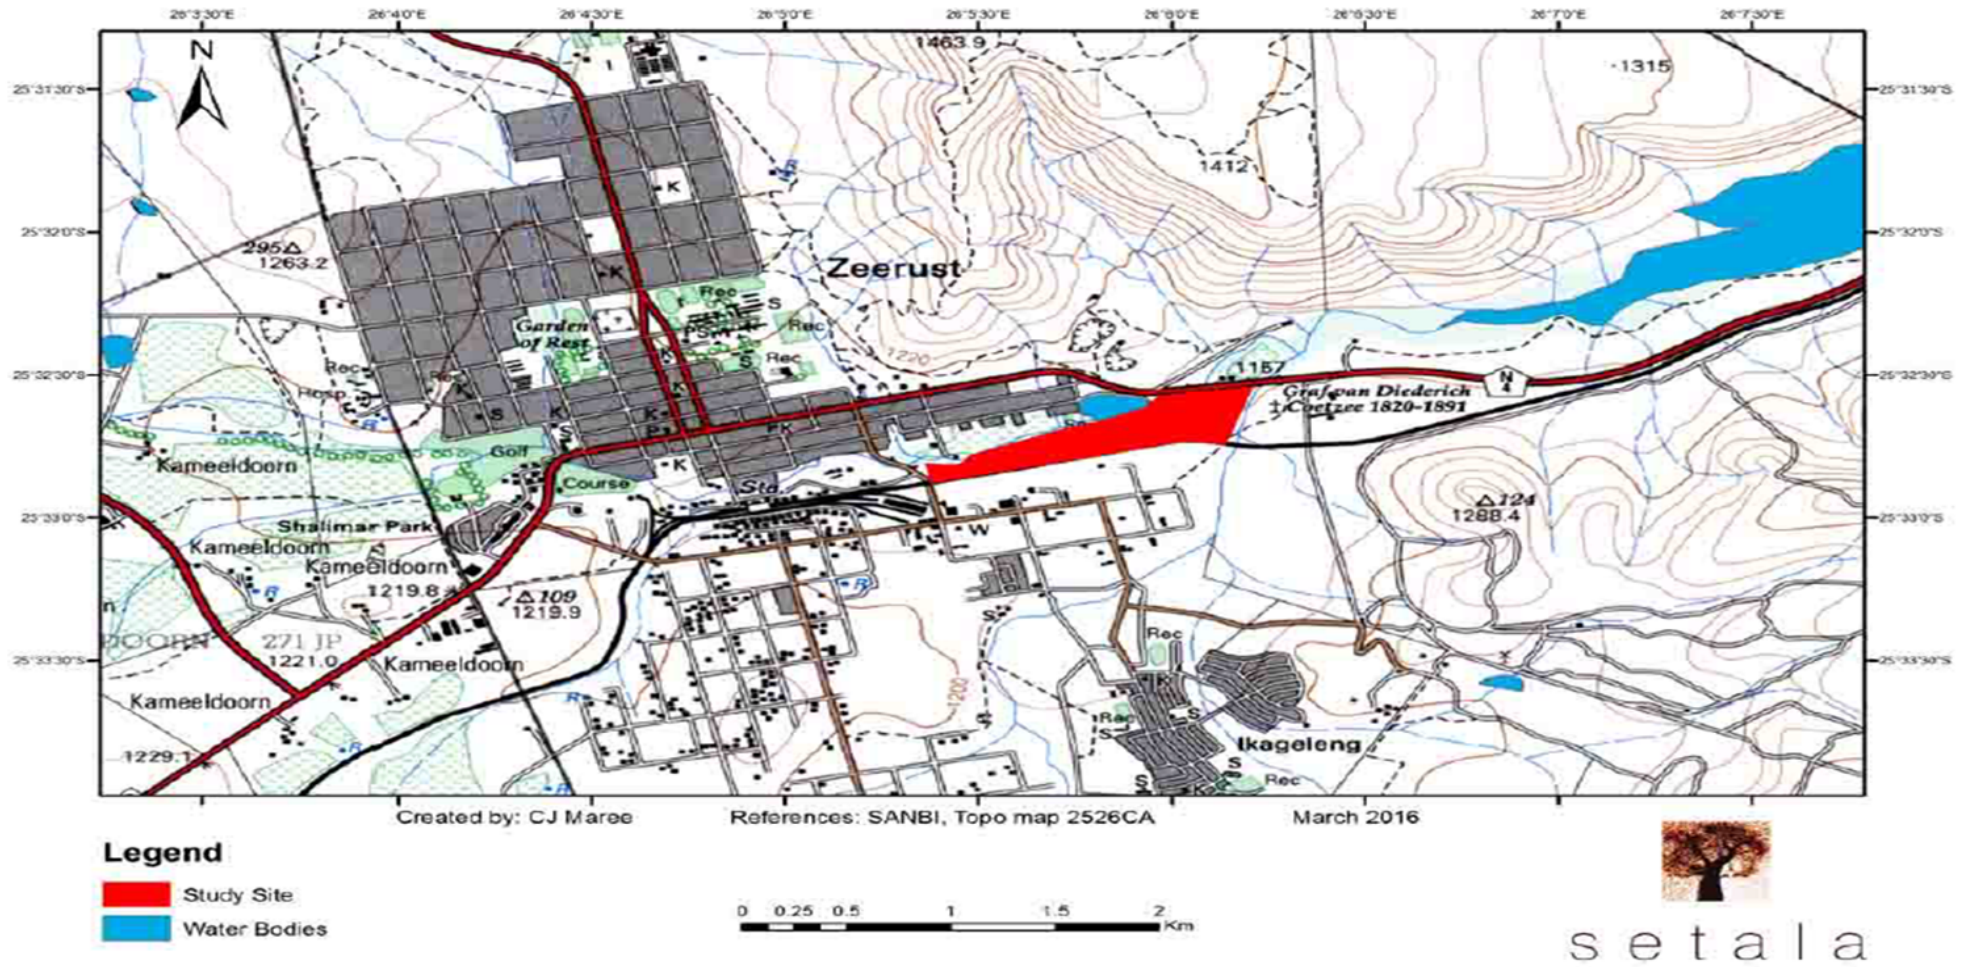 26°3'30"E 26°4'0"E 26°4'30"E 26°5'0"E 26°5'30"E 26°6'0"E 26°6'30"E 26°7'0"E 26°7'30"E
N
1463.9
1315
25°31'30"S 25°31'30"S
1412
K
R
25°32'0"S 25°32'0"S
295
1263.2
K
Zeerust
Rec
S
Garden
of Rest
Rec
S
Rec
1220
Rec
25°32'30"S 25°32'30"S
1157
Hosp
Graf van Diederich
Coetzee 1820-1891
N
4
S
K
K
PK
Golf
K
Kameeldoorn
Course
Sta.
124
1288.4
25°33'0"S 25°33'0"S
Shalimar Park
W
L
Kameeldoorn
Kameeldoorn
1219.8
R
109
1219.9
R
S
DOORN
271 JP
1221.0
Rec
25°33'30"S 25°33'30"S
Kameeldoorn
Kameeldoorn
R
1200
K
Rec
S
S
Ikageleng
1229.1
R
S
S
Rec
R
Created by: CJ Maree References: SANBI, Topo map 2526CA March 2016
Legend
Study Site
Water Bodies
0 0.25 0.5 1 1.5 2
Km
setala